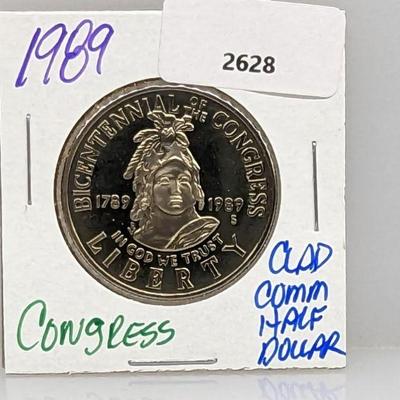 1989
2628
BICENTENNIAL OF THE CONGRESS
1789 1989
S
IN GOD WE TRUST
LIBERTY
CONgRESS
CLAD
COMM
HALF
DOLLAR